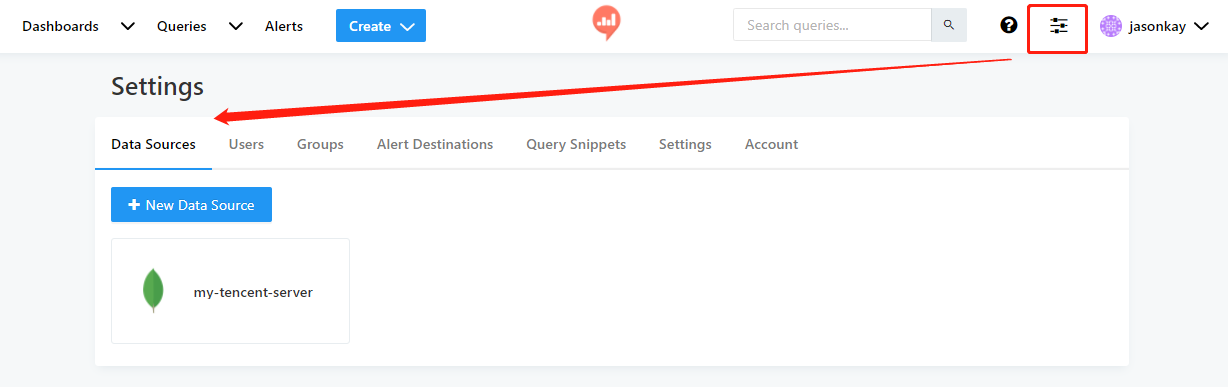 Dashboards Queries Alerts Create Search queries... jasonkay
Settings
Data Sources Users Groups Alert Destinations Query Snippets Settings Account
New Data Source
my-tencent-server